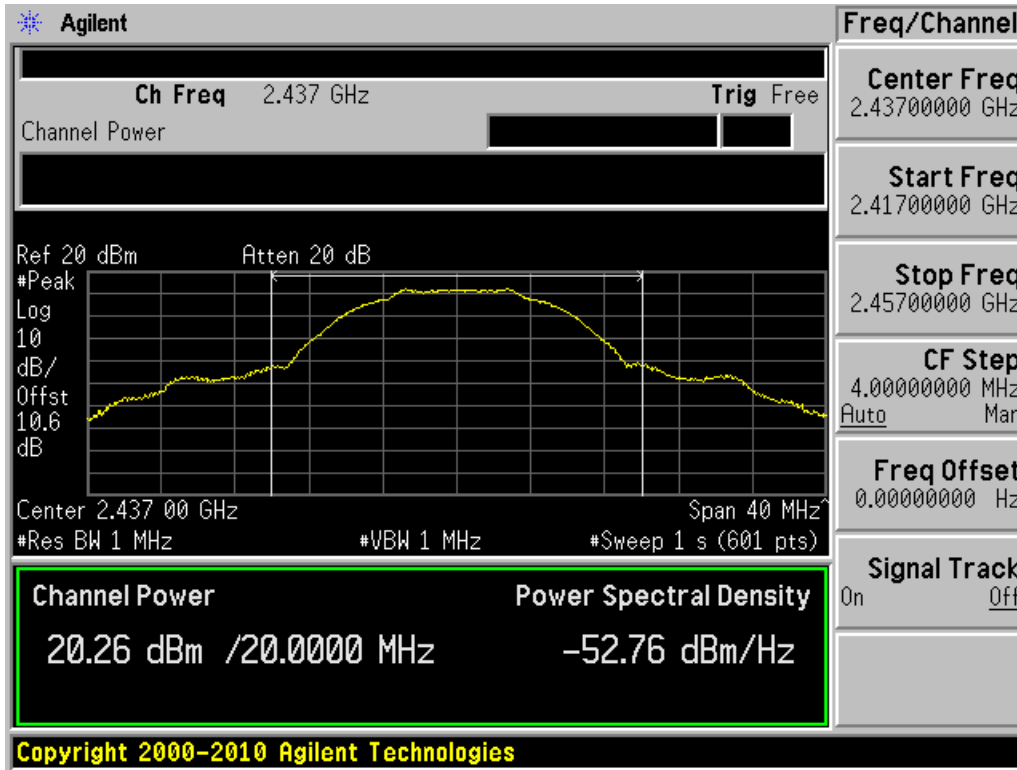 Agilent
Freq/Channel
Ch Freq 2.437 GHz Trig Free
Channel Power
Center Freq
2.43700000 GHz
Start Freq
2.41700000 GHz
Stop Freq
2.45700000 GHz
CF Step
4.00000000 MHz
Auto Man
Freq Offset
0.00000000 Hz
Signal Track
On Off
Ref 20 dBm Atten 20 dB
#Peak
Log
10
dB/
Offst
10.6
dB
Center 2.437 00 GHz Span 40 MHz^
#Res BW 1 MHz #VBW 1 MHz #Sweep 1 s (601 pts)
Channel Power Power Spectral Density
20.26 dBm /20.0000 MHz -52.76 dBm/Hz
Copyright 2000-2010 Agilent Technologies